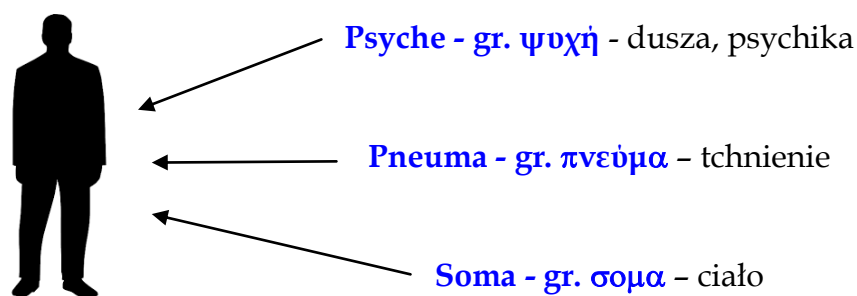 Psyche - gr. ψυχή - dusza, psychika
Pneuma - gr. πνεύμα – tchnienie
Soma - gr. σομα – ciało